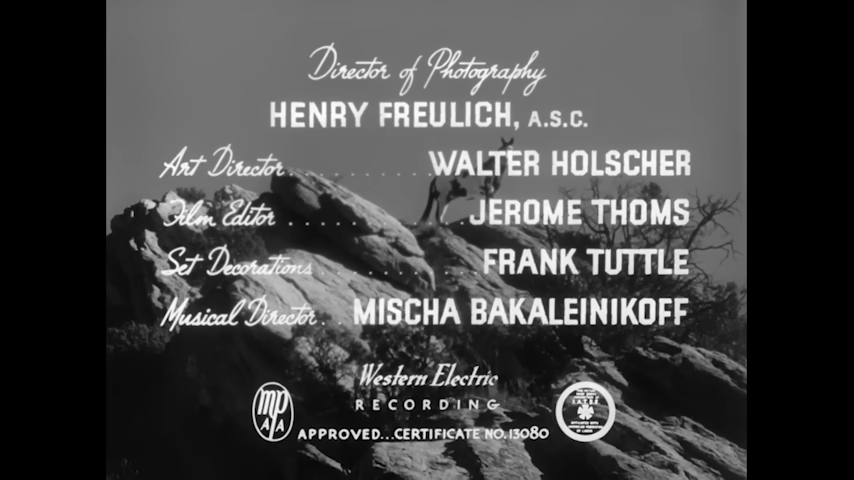 Director of Photography
HENRY FREULICH, A.S.C.
Art Director...........WALTER HOLSCHER
Film Editor...........JEROME THOMS
Set Decorations...........FRANK TUTTLE
Musical Director...MISCHA BAKALEINIKOFF
Western Electric
RECORDING
MPAA
I.A.T.S.E.
APPROVED...CERTIFICATE NO. 13080